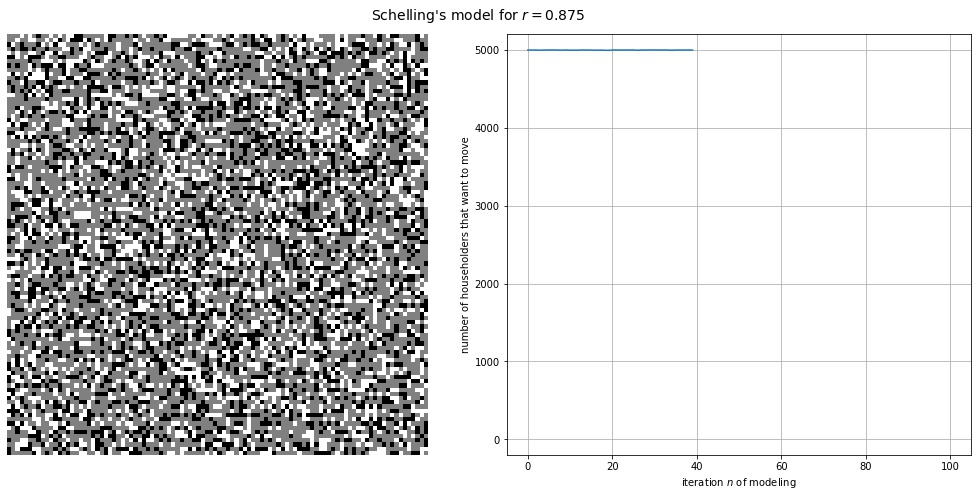 Schelling's model for r = 0.875
number of householders that want to move
5000
4000
3000
2000
1000
0
0 20 40 60 80 100
iteration n of modeling